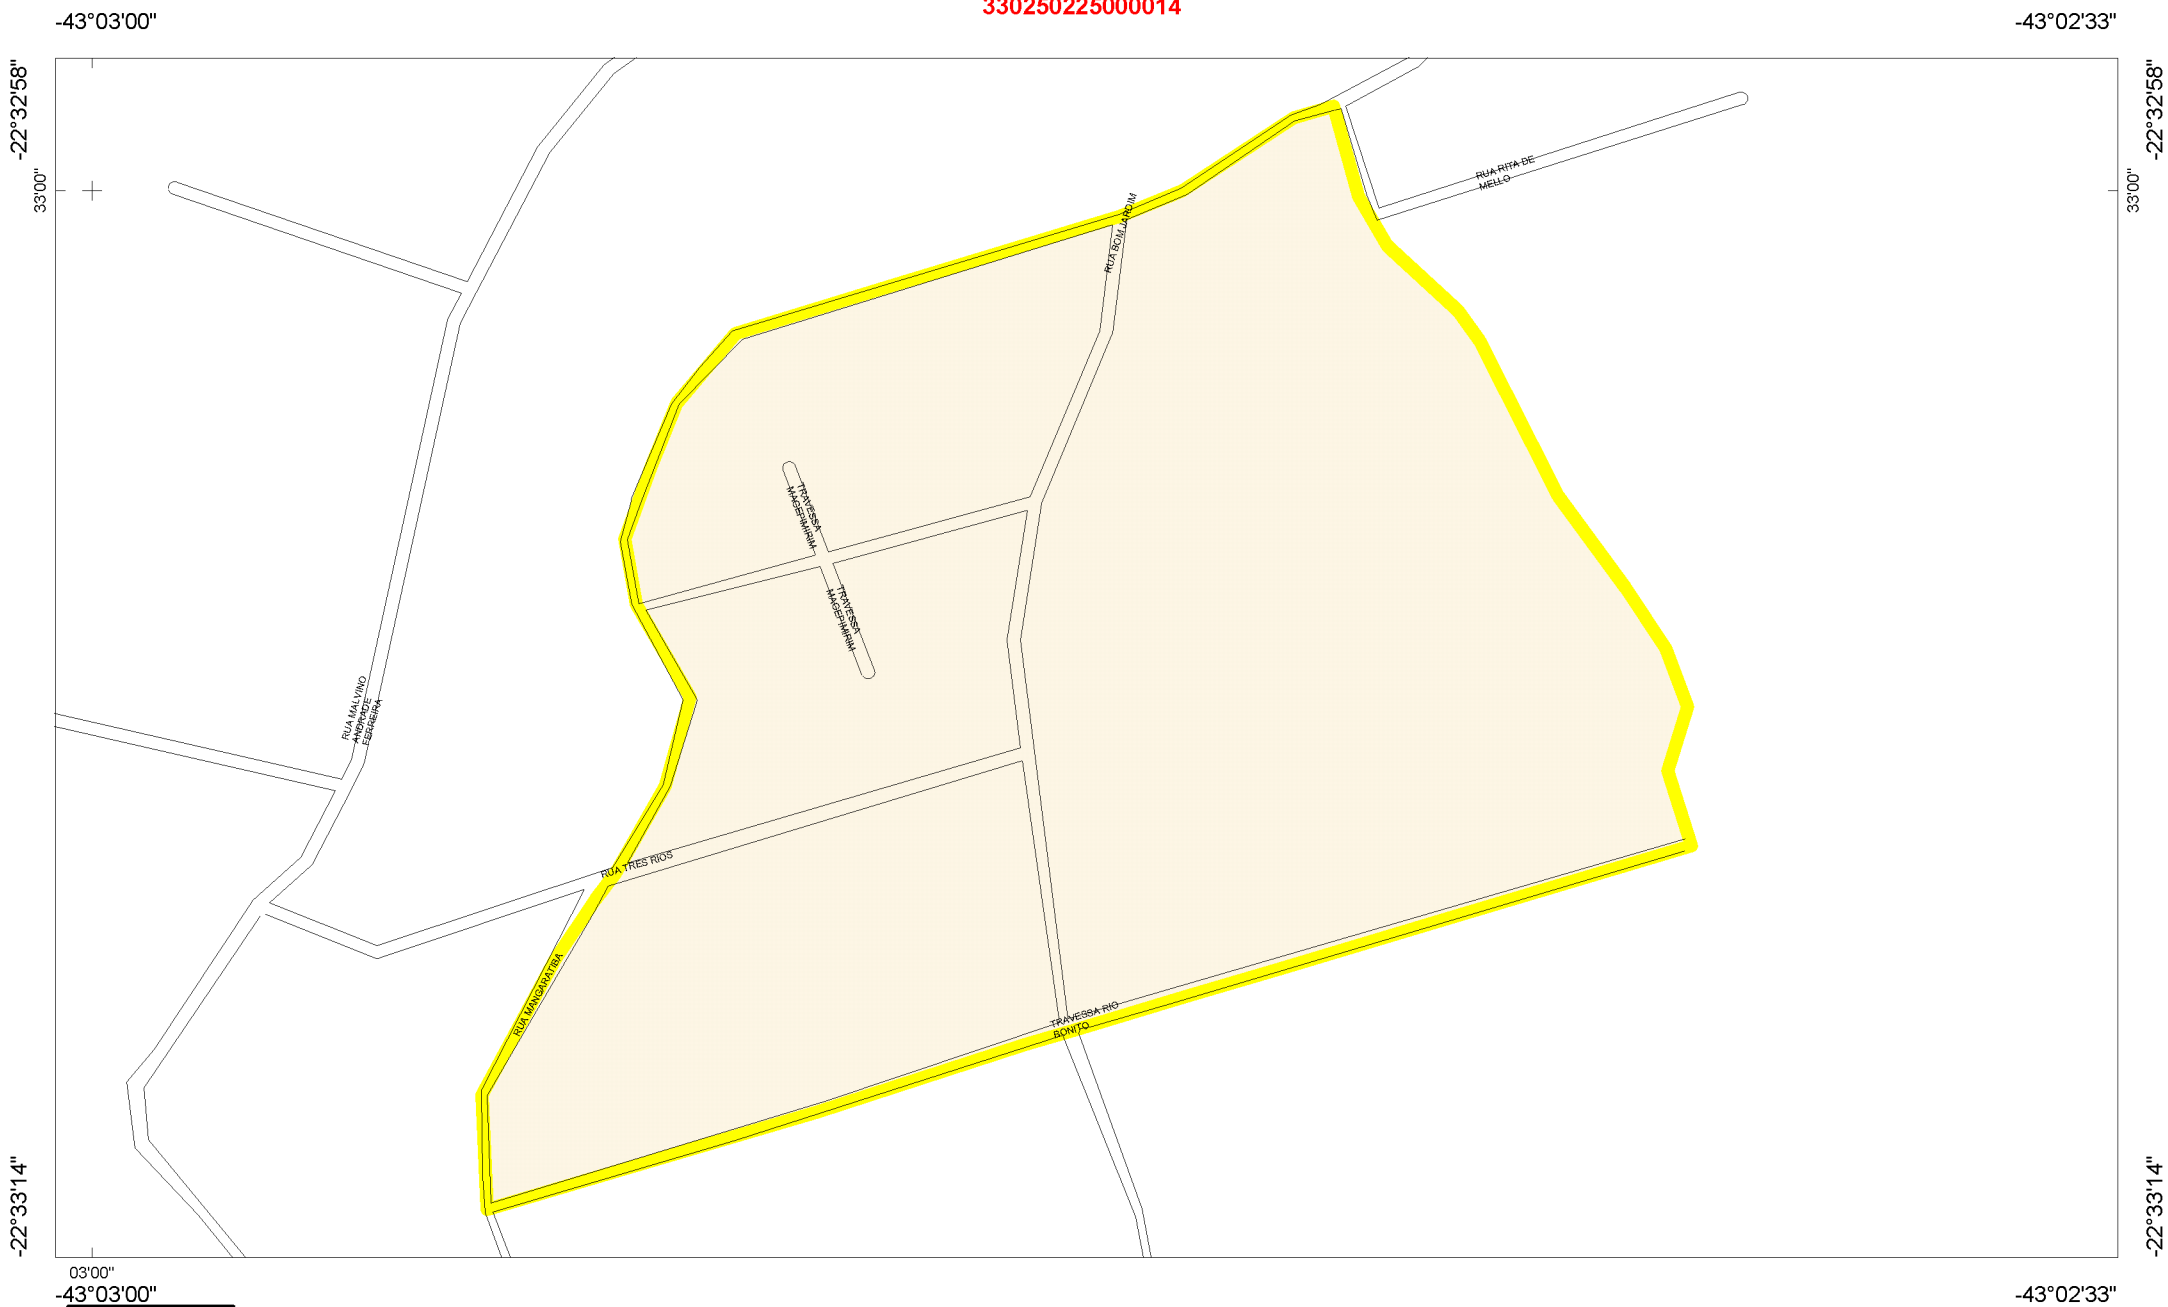 330250225000014
-43°03'00"
-43°02'33"
-22°32'58"
-22°32'58"
33'00"
33'00"
RUA RITA DE
MELLO
RUA BOM JARDIM
TRAVESSA
MAGEPIMIRIM
TRAVESSA
MAGEPIMIRIM
RUA MALVINO
ANDRADE
FERREIRA
RUA TRES RIOS
RUA MANGARATIBA
TRAVESSA RIO
BONITO
-22°33'14"
-22°33'14"
03'00"
-43°03'00"
-43°02'33"